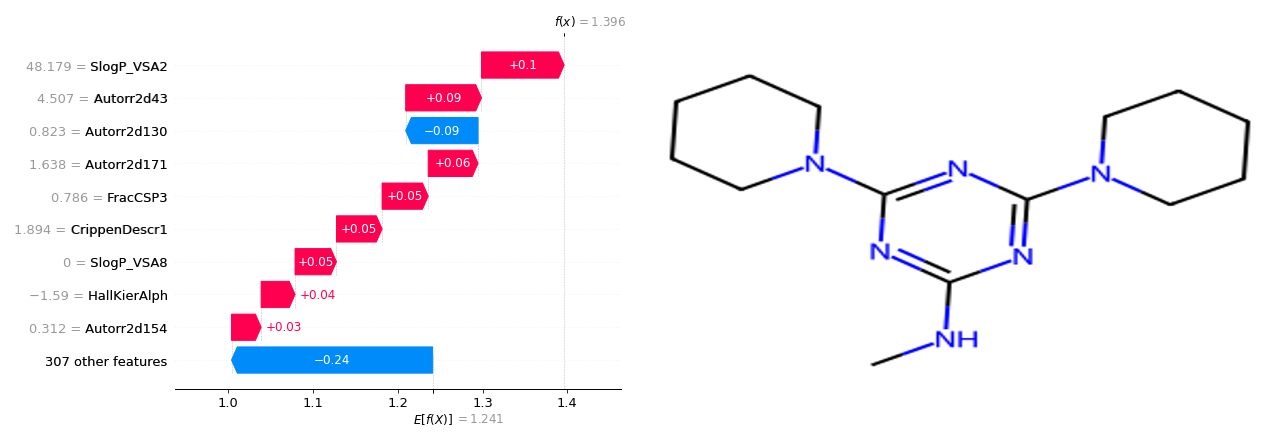 f(x) = 1.396
48.179 = SlogP_VSA2
+0.1
4.507 = Autorr2d43
+0.09
0.823 = Autorr2d130
−0.09
1.638 = Autorr2d171
+0.06
0.786 = FracCSP3
+0.05
1.894 = CrippenDescr1
+0.05
0 = SlogP_VSA8
+0.05
−1.59 = HallKierAlph
+0.04
0.312 = Autorr2d154
+0.03
307 other features
−0.24
1.0 1.1 1.2 1.3 1.4
E[f(X)] = 1.241
N
N
N
N
N
NH